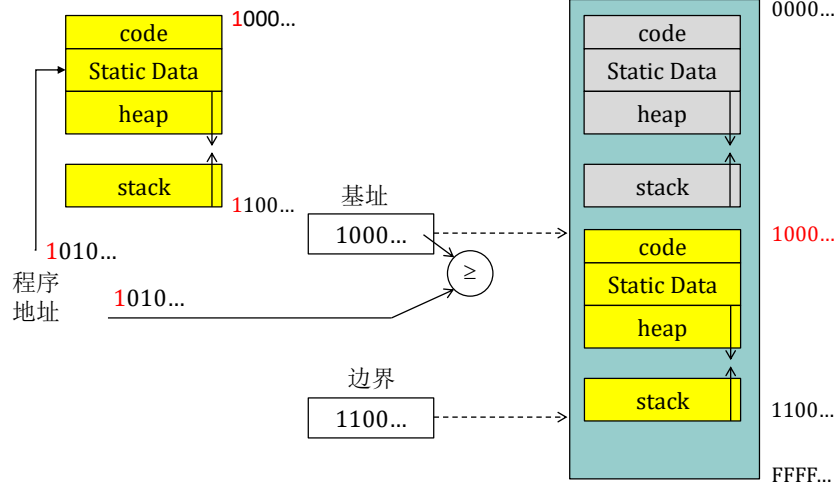 code
1000...
Static Data
heap
stack
1100...
1010...
程序
地址
1010...
基址
1000...
≥
边界
1100...
0000...
code
Static Data
heap
stack
1000...
code
Static Data
heap
stack
1100...
FFFF...